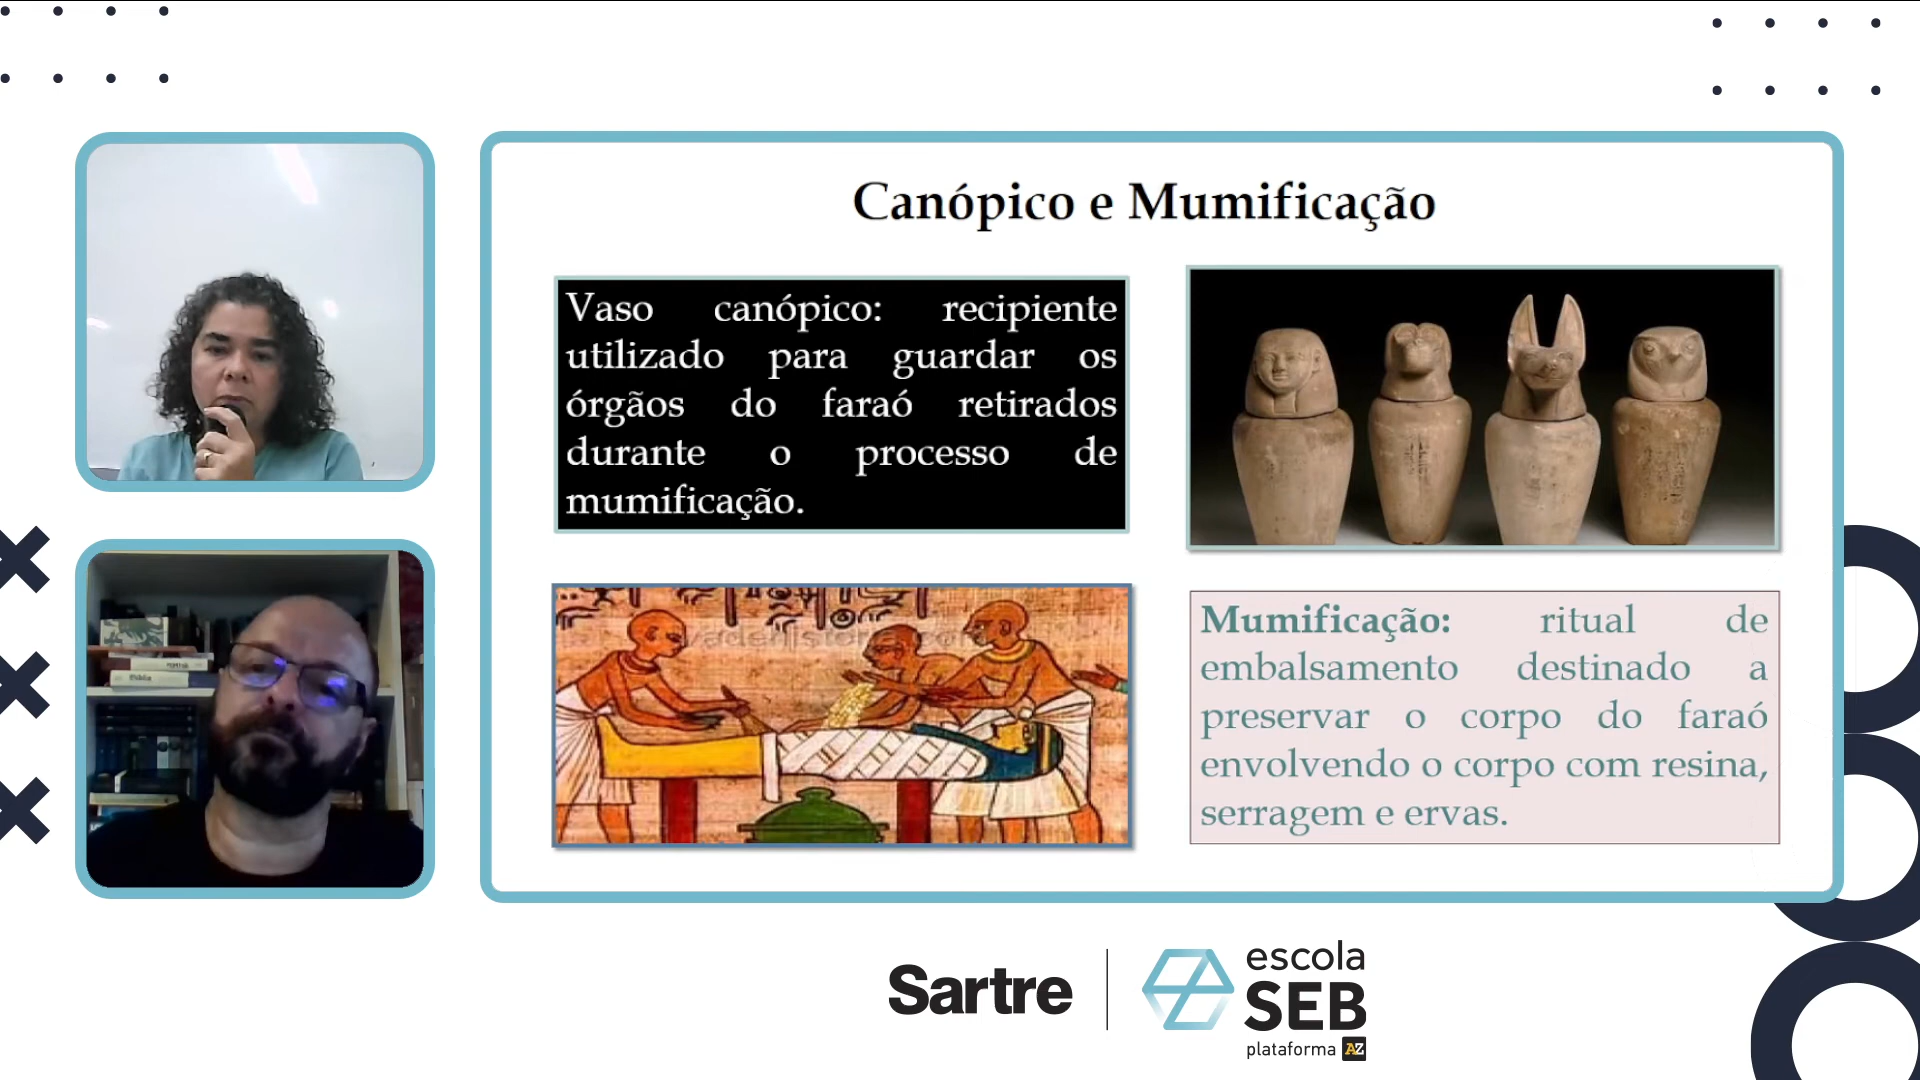 Canópico e Mumificação
Vaso canópico: recipiente
utilizado para guardar os
órgãos do faraó retirados
durante o processo de
mumificação.
Mumificação: ritual de
embalsamento destinado a
preservar o corpo do faraó
envolvendo o corpo com resina,
serragem e ervas.
Sartre
escola
SEB
plataforma AZ